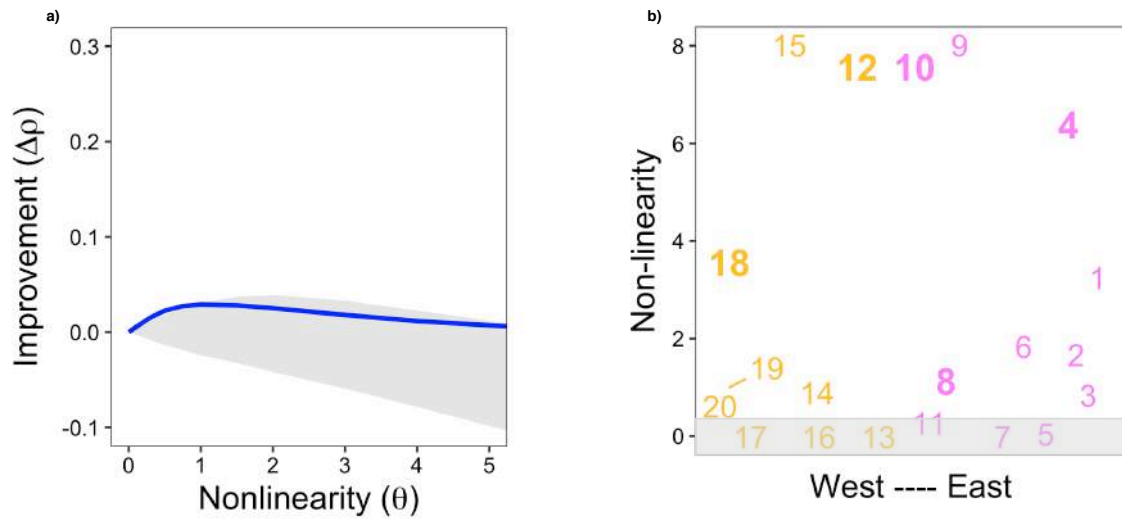 a)
0.3
0.2
0.1
0.0
-0.1
Improvement (Δρ)
0 1 2 3 4 5
Nonlinearity (θ)
b)
8
6
4
2
0
Non-linearity
15 12 10 9
4
18
1
6 2
19 8
14 3
20 11
17 16 13 7 5
West ---- East